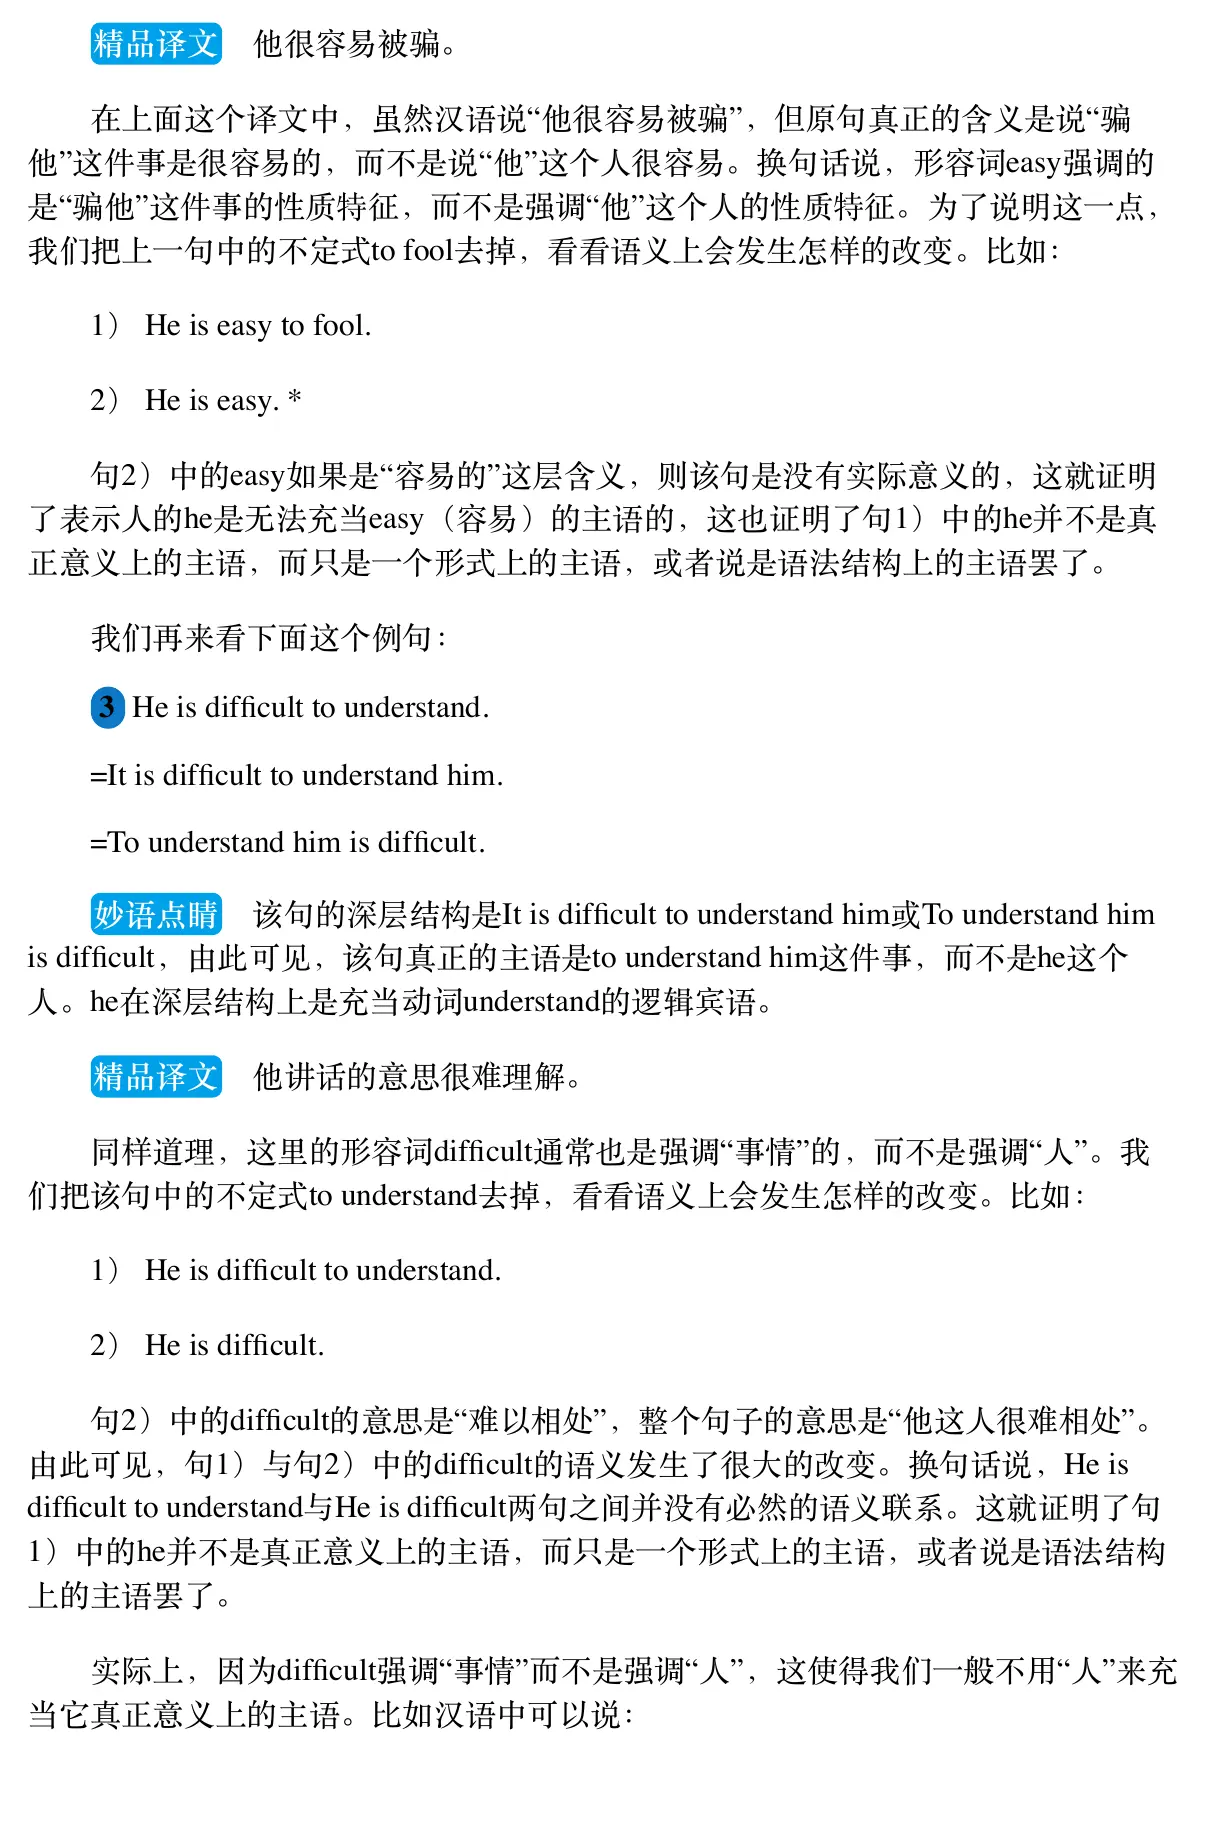 精品译文 他很容易被骗。
在上面这个译文中，虽然汉语说“他很容易被骗”，但原句真正的含义是说“骗
他”这件事是很容易的，而不是说“他”这个人很容易。换句话说，形容词easy强调的
是“骗他”这件事的性质特征，而不是强调“他”这个人的性质特征。为了说明这一点，
我们把上一句中的不定式to fool去掉，看看语义上会发生怎样的改变。比如：
1） He is easy to fool.
2） He is easy. *
句2）中的easy如果是“容易的”这层含义，则该句是没有实际意义的，这就证明
了表示人的he是无法充当easy（容易）的主语的，这也证明了句1）中的he并不是真
正意义上的主语，而只是一个形式上的主语，或者说是语法结构上的主语罢了。
我们再来看下面这个例句：
3 He is difficult to understand.
=It is difficult to understand him.
=To understand him is difficult.
妙语点睛 该句的深层结构是It is difficult to understand him或To understand him
is difficult，由此可见，该句真正的主语是to understand him这件事，而不是he这个
人。he在深层结构上是充当动词understand的逻辑宾语。
精品译文 他讲话的意思很难理解。
同样道理，这里的形容词difficult通常也是强调“事情”的，而不是强调“人”。我
们把该句中的不定式to understand去掉，看看语义上会发生怎样的改变。比如：
1） He is difficult to understand.
2） He is difficult.
句2）中的difficult的意思是“难以相处”，整个句子的意思是“他这人很难相处”。
由此可见，句1）与句2）中的difficult的语义发生了很大的改变。换句话说，He is
difficult to understand与He is difficult两句之间并没有必然的语义联系。这就证明了句
1）中的he并不是真正意义上的主语，而只是一个形式上的主语，或者说是语法结构
上的主语罢了。
实际上，因为difficult强调“事情”而不是强调“人”，这使得我们一般不用“人”来充
当它真正意义上的主语。比如汉语中可以说：